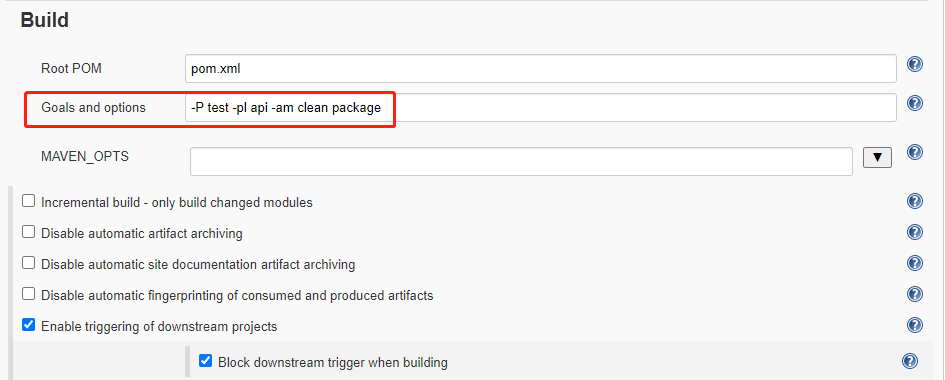 Build
Root POM
pom.xml
Goals and options
-P test -pl api -am clean package
MAVEN_OPTS
Incremental build - only build changed modules
Disable automatic artifact archiving
Disable automatic site documentation artifact archiving
Disable automatic fingerprinting of consumed and produced artifacts
Enable triggering of downstream projects
Block downstream trigger when building